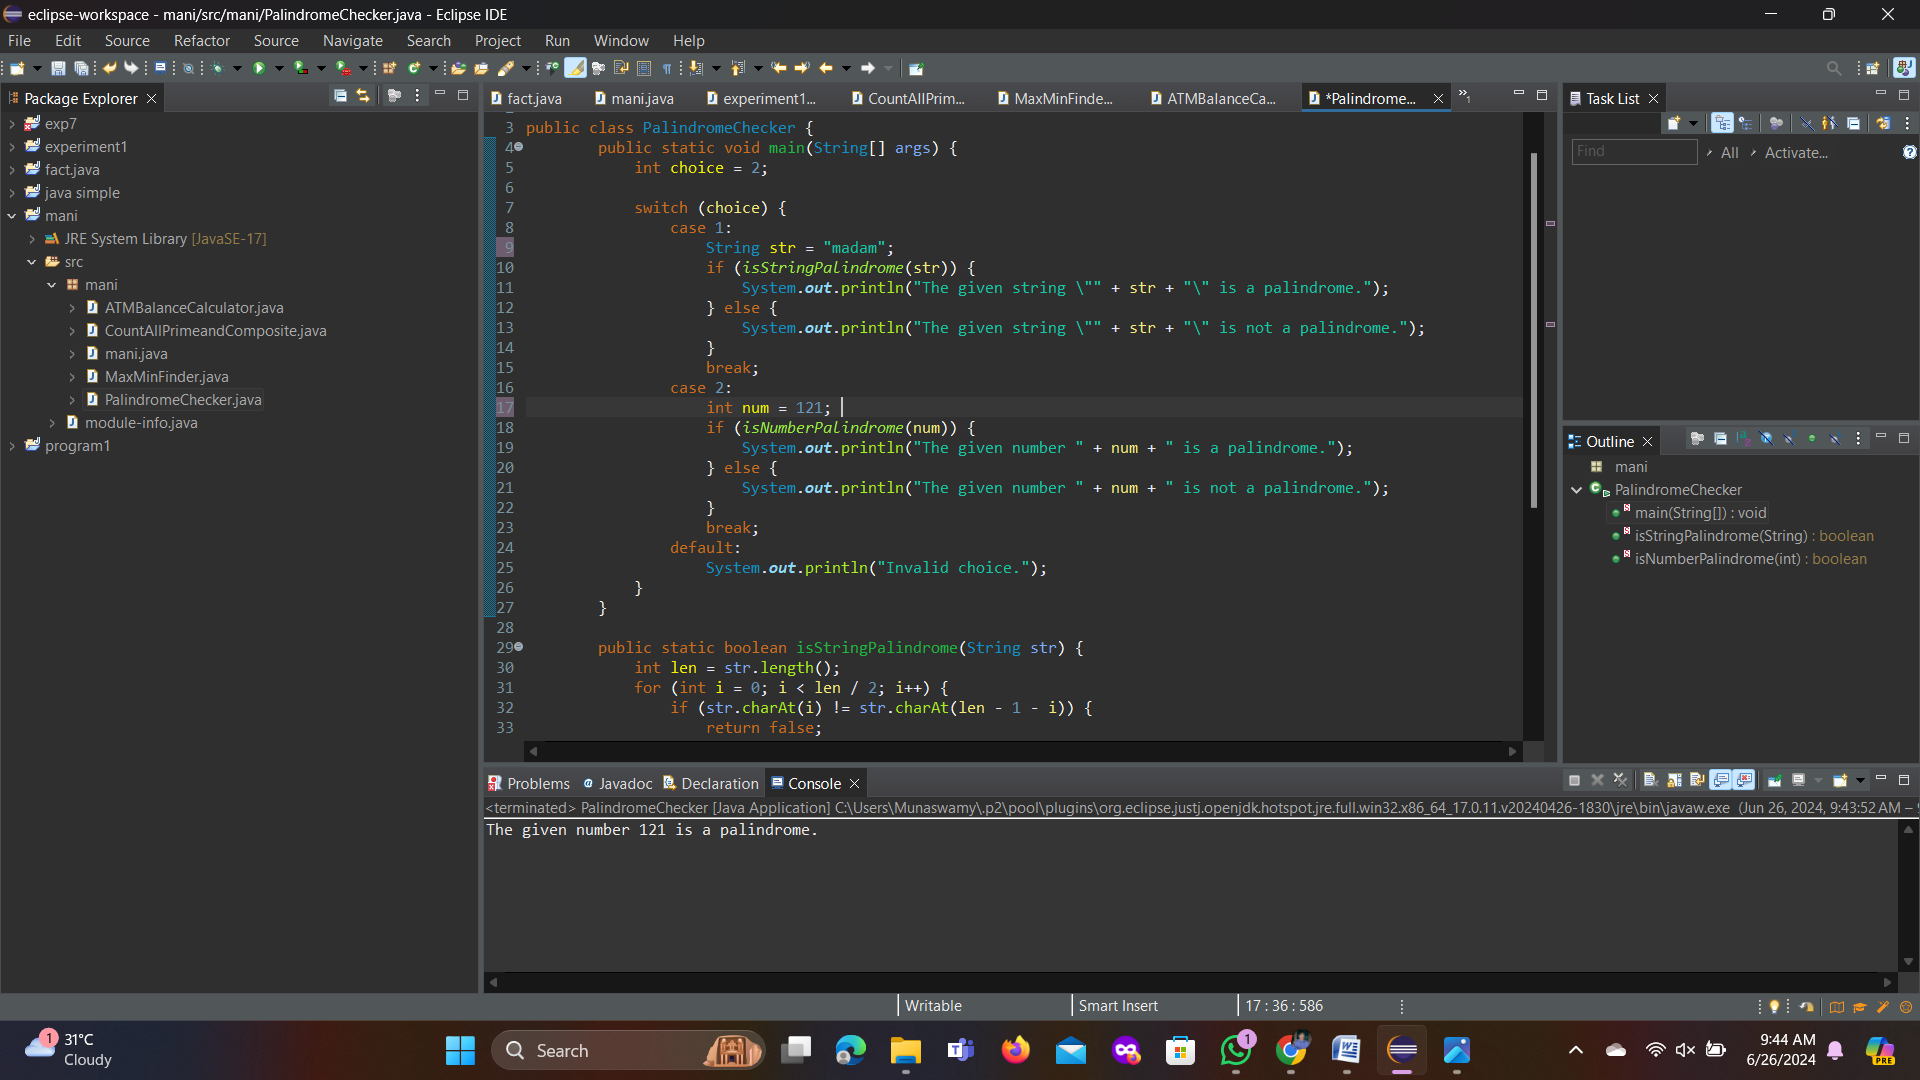 eclipse-workspace - mani/src/mani/PalindromeChecker.java - Eclipse IDE
File Edit Source Refactor Source Navigate Search Project Run Window Help
Package Explorer
exp7
experiment1
fact.java
java simple
mani
JRE System Library [JavaSE-17]
src
mani
ATMBalanceCalculator.java
CountAllPrimeandComposite.java
mani.java
MaxMinFinder.java
PalindromeChecker.java
module-info.java
program1
fact.java mani.java experiment1... CountAllPrim... MaxMinFinde... ATMBalanceCa... *Palindrome... »1
3 public class PalindromeChecker {
4 public static void main(String[] args) {
5 int choice = 2;
6
7 switch (choice) {
8 case 1:
9 String str = "madam";
10 if (isStringPalindrome(str)) {
11 System.out.println("The given string \"" + str + "\" is a palindrome.");
12 } else {
13 System.out.println("The given string \"" + str + "\" is not a palindrome.");
14 }
15 break;
16 case 2:
17 int num = 121;
18 if (isNumberPalindrome(num)) {
19 System.out.println("The given number " + num + " is a palindrome.");
20 } else {
21 System.out.println("The given number " + num + " is not a palindrome.");
22 }
23 break;
24 default:
25 System.out.println("Invalid choice.");
26 }
27 }
28
29 public static boolean isStringPalindrome(String str) {
30 int len = str.length();
31 for (int i = 0; i < len / 2; i++) {
32 if (str.charAt(i) != str.charAt(len - 1 - i)) {
33 return false;
Task List
Find All Activate...
Outline
mani
PalindromeChecker
main(String[]) : void
isStringPalindrome(String) : boolean
isNumberPalindrome(int) : boolean
Problems Javadoc Declaration Console
<terminated> PalindromeChecker [Java Application] C:\Users\Munaswamy\.p2\pool\plugins\org.eclipse.justj.openjdk.hotspot.jre.full.win32.x86_64_17.0.11.v20240426-1830\jre\bin\javaw.exe (Jun 26, 2024, 9:43:52 AM –
The given number 121 is a palindrome.
Writable Smart Insert 17 : 36 : 586
1
31°C
Cloudy
Search
1
9:44 AM
6/26/2024
PRE